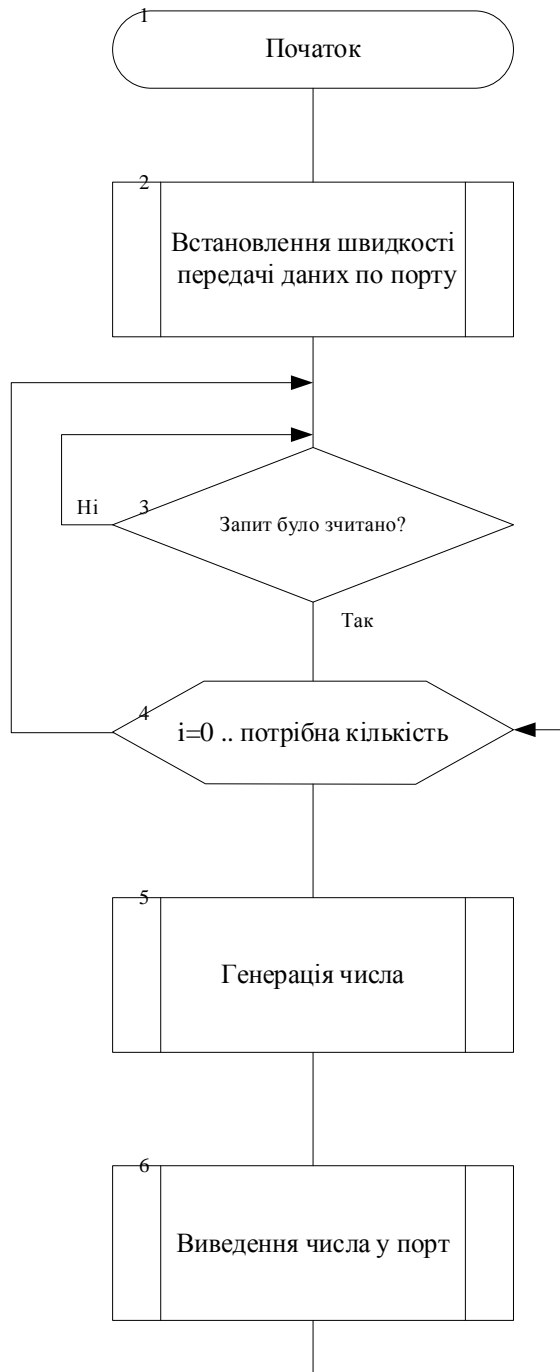 1
Початок
2
Встановлення швидкості
передачі даних по порту
Ні
3
Запит було зчитано?
Так
4
i=0 .. потрібна кількість
5
Генерація числа
6
Виведення числа у порт